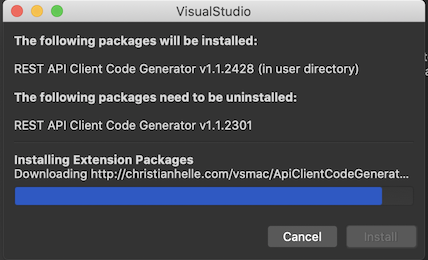 VisualStudio
The following packages will be installed:
REST API Client Code Generator v1.1.2428 (in user directory)
The following packages need to be uninstalled:
REST API Client Code Generator v1.1.2301
Installing Extension Packages
Downloading http://christianhelle.com/vsmac/ApiClientCodeGenerat...
Cancel
Install